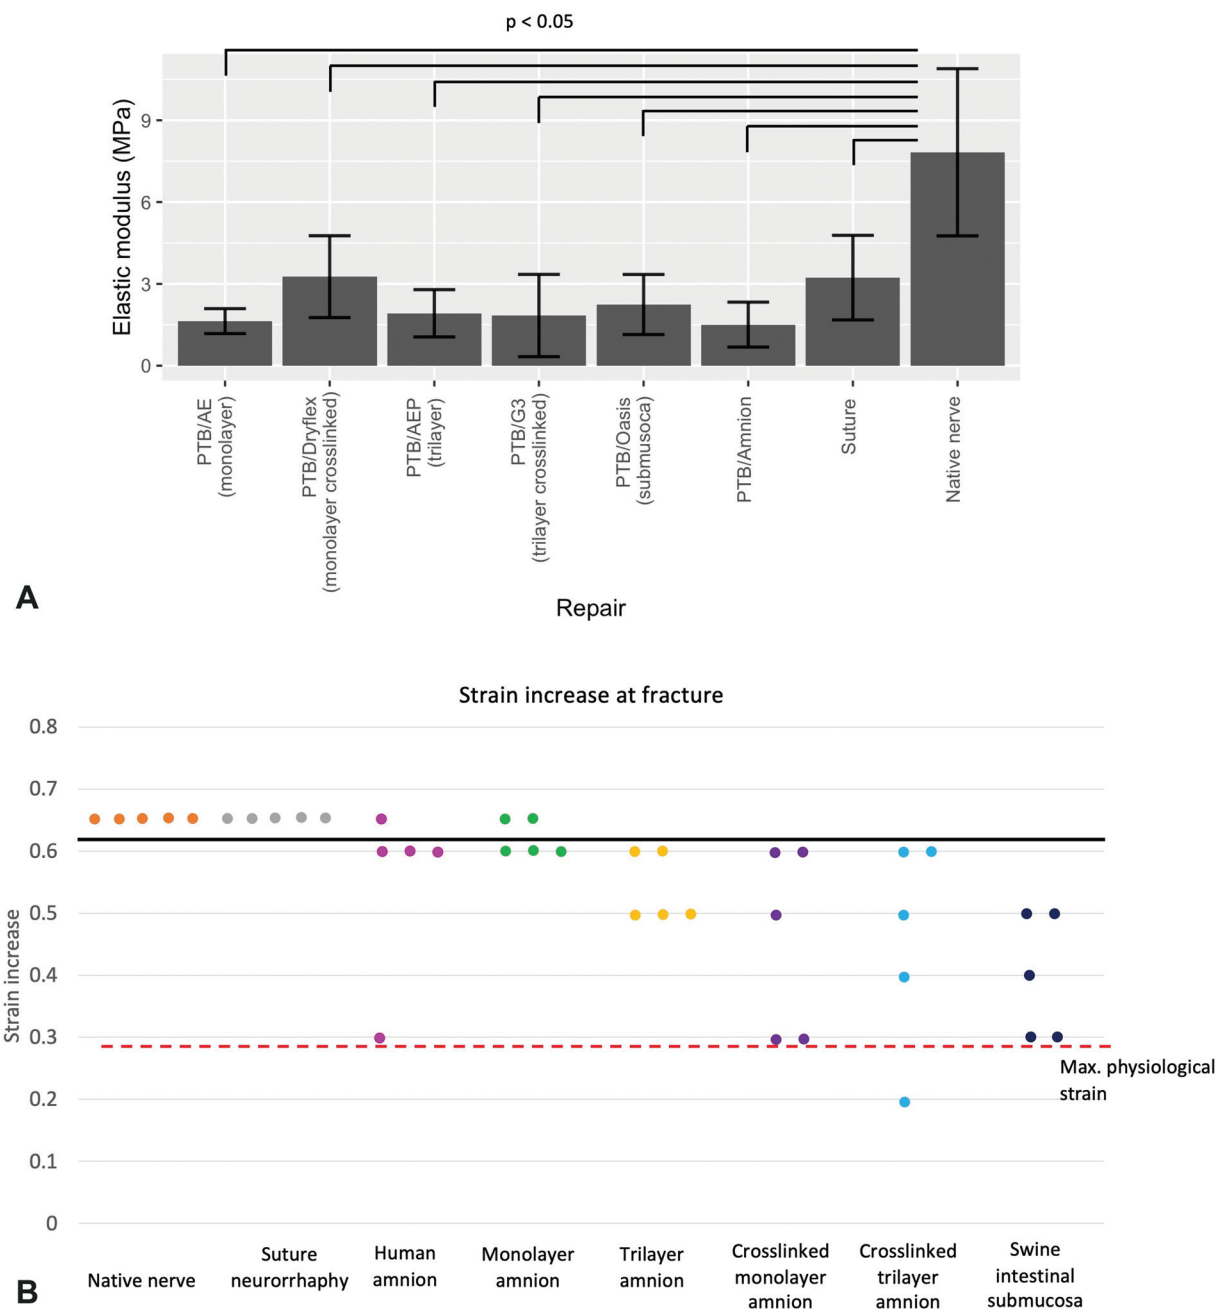 p < 0.05
Elastic modulus (MPa)
9
6
3
0
PTB/AE
(monolayer)
PTB/Dryflex
(monolayer crosslinked)
PTB/AEP
(trilayer)
PTB/G3
(trilayer crosslinked)
PTB/Oasis
(submusoca)
PTB/Amnion
Suture
Native nerve
Repair
A
Strain increase at fracture
Strain increase
0.8
0.7
0.6
0.5
0.4
0.3
0.2
0.1
0
Max. physiological
strain
Native nerve
Suture
neurorrhaphy
Human
amnion
Monolayer
amnion
Trilayer
amnion
Crosslinked
monolayer
amnion
Crosslinked
trilayer
amnion
Swine
intestinal
submucosa
B